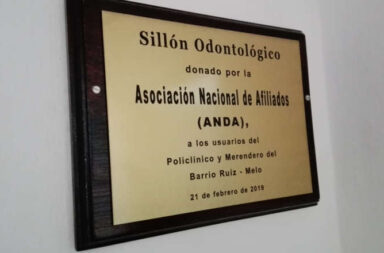 Sillón Odontológico
donado por la
Asociación Nacional de Afiliados
(ANDA),
a los usuarios del
Policlínico y Merendero del
Barrio Ruiz - Melo
21 de febrero de 2019